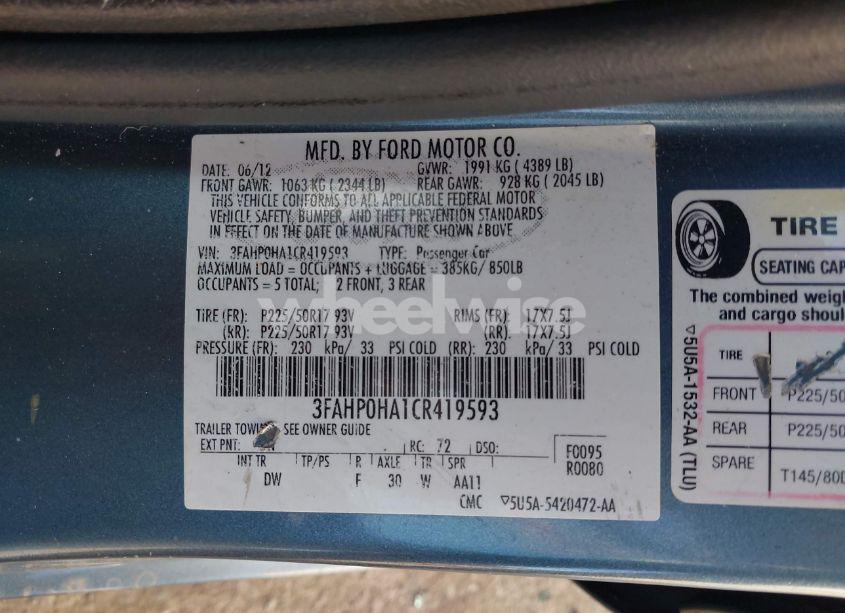 MFD. BY FORD MOTOR CO.
DATE: 06/12 GVWR: 1991 KG ( 4389 LB)
FRONT GAWR: 1063 KG ( 2344 LB) REAR GAWR: 928 KG ( 2045 LB)
THIS VEHICLE CONFORMS TO ALL APPLICABLE FEDERAL MOTOR
VEHICLE SAFETY, BUMPER, AND THEFT PREVENTION STANDARDS
IN EFFECT ON THE DATE OF MANUFACTURE SHOWN ABOVE.
VIN: 3FAHP0HA1CR419593 TYPE: Passenger Car
MAXIMUM LOAD = OCCUPANTS + LUGGAGE = 385KG/ 850LB
OCCUPANTS = 5 TOTAL; 2 FRONT, 3 REAR
wheelwise
TIRE (FR): P225/50R17 93V RIMS (FR): 17X7.5J
(RR): P225/50R17 93V (RR): 17X7.5J
PRESSURE (FR): 230 kPa/ 33 PSI COLD (RR): 230 kPa/ 33 PSI COLD
3FAHP0HA1CR419593
TRAILER TOWING SEE OWNER GUIDE
EXT PNT: RC: 72 DSO: F0095
R0080
INT TR TP/PS R AXLE TR SPR
DW F 30 W AA11
CMC ▽5U5A-5420472-AA
TIRE
SEATING CAP
The combined weigh
and cargo shoul
TIRE
FRONT P225/50
REAR P225/50
SPARE T145/80D
▽5U5A-1532-AA (TLU)